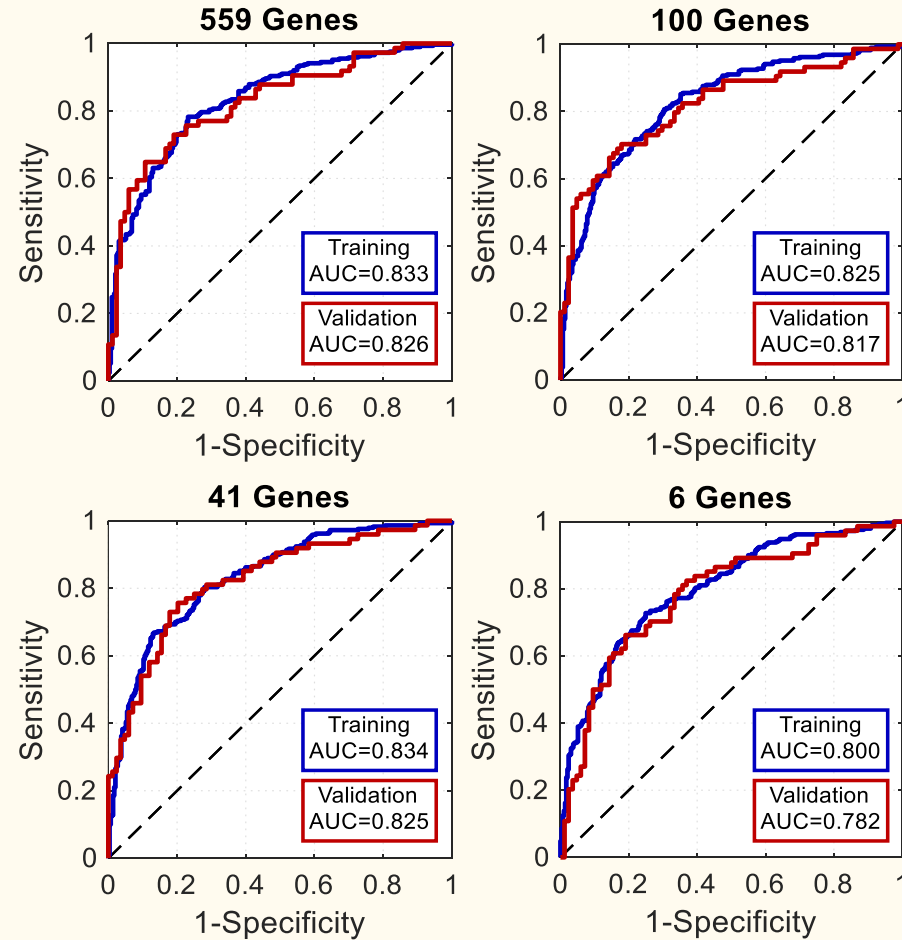 559 Genes
1
0.8
0.6
0.4
0.2
0
Sensitivity
Training
AUC=0.833
Validation
AUC=0.826
0 0.2 0.4 0.6 0.8 1
1-Specificity
100 Genes
1
0.8
0.6
0.4
0.2
0
Sensitivity
Training
AUC=0.825
Validation
AUC=0.817
0 0.2 0.4 0.6 0.8 1
1-Specificity
41 Genes
1
0.8
0.6
0.4
0.2
0
Sensitivity
Training
AUC=0.834
Validation
AUC=0.825
0 0.2 0.4 0.6 0.8 1
1-Specificity
6 Genes
1
0.8
0.6
0.4
0.2
0
Sensitivity
Training
AUC=0.800
Validation
AUC=0.782
0 0.2 0.4 0.6 0.8 1
1-Specificity